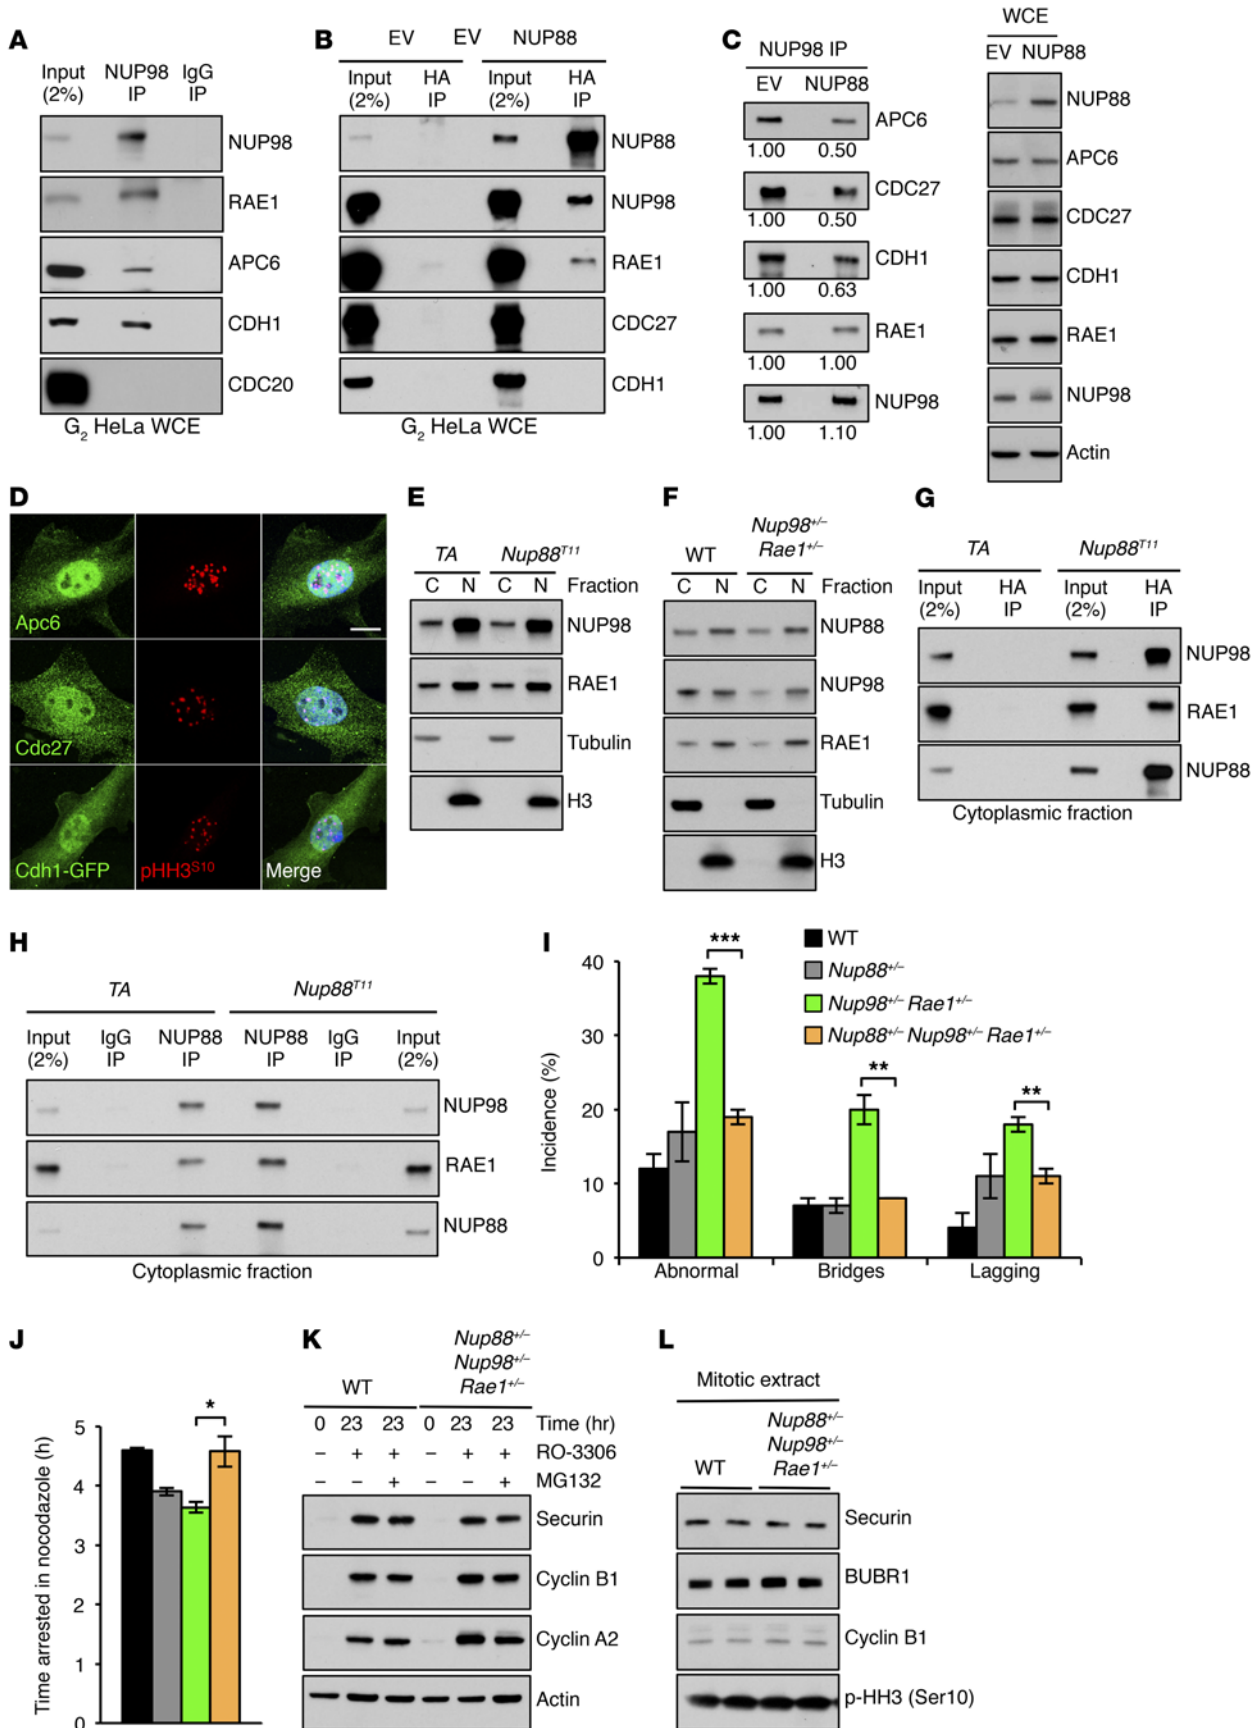 A
Input (2%) NUP98 IP IgG IP
NUP98
RAE1
APC6
CDH1
CDC20
G2 HeLa WCE
B
EV EV NUP88
Input (2%) HA IP Input (2%) HA IP
NUP88
NUP98
RAE1
CDC27
CDH1
G2 HeLa WCE
C
NUP98 IP
EV NUP88
APC6
1.00 0.50
CDC27
1.00 0.50
CDH1
1.00 0.63
RAE1
1.00 1.00
NUP98
1.00 1.10
WCE
EV NUP88
NUP88
APC6
CDC27
CDH1
RAE1
NUP98
Actin
D
Apc6
Cdc27
Cdh1-GFP pHH3S10 Merge
E
TA Nup88T11
C N C N Fraction
NUP98
RAE1
Tubulin
H3
F
Nup98+/–
WT Rae1+/–
C N C N Fraction
NUP88
NUP98
RAE1
Tubulin
H3
G
TA Nup88T11
Input (2%) HA IP Input (2%) HA IP
NUP98
RAE1
NUP88
Cytoplasmic fraction
H
TA Nup88T11
Input (2%) IgG IP NUP88 IP NUP88 IP IgG IP Input (2%)
NUP98
RAE1
NUP88
Cytoplasmic fraction
I
WT
Nup88+/–
Nup98+/– Rae1+/–
Nup88+/– Nup98+/– Rae1+/–
Incidence (%)
40
30
20
10
0
*** ** **
Abnormal Bridges Lagging
J
Time arrested in nocodazole (h)
5
4
3
2
1
0
*
K
Nup88+/–
Nup98+/–
WT Rae1+/–
0 23 23 0 23 23 Time (hr)
– + + – + + RO-3306
– – + – – + MG132
Securin
Cyclin B1
Cyclin A2
Actin
L
Mitotic extract
Nup88+/–
Nup98+/–
WT Rae1+/–
Securin
BUBR1
Cyclin B1
p-HH3 (Ser10)